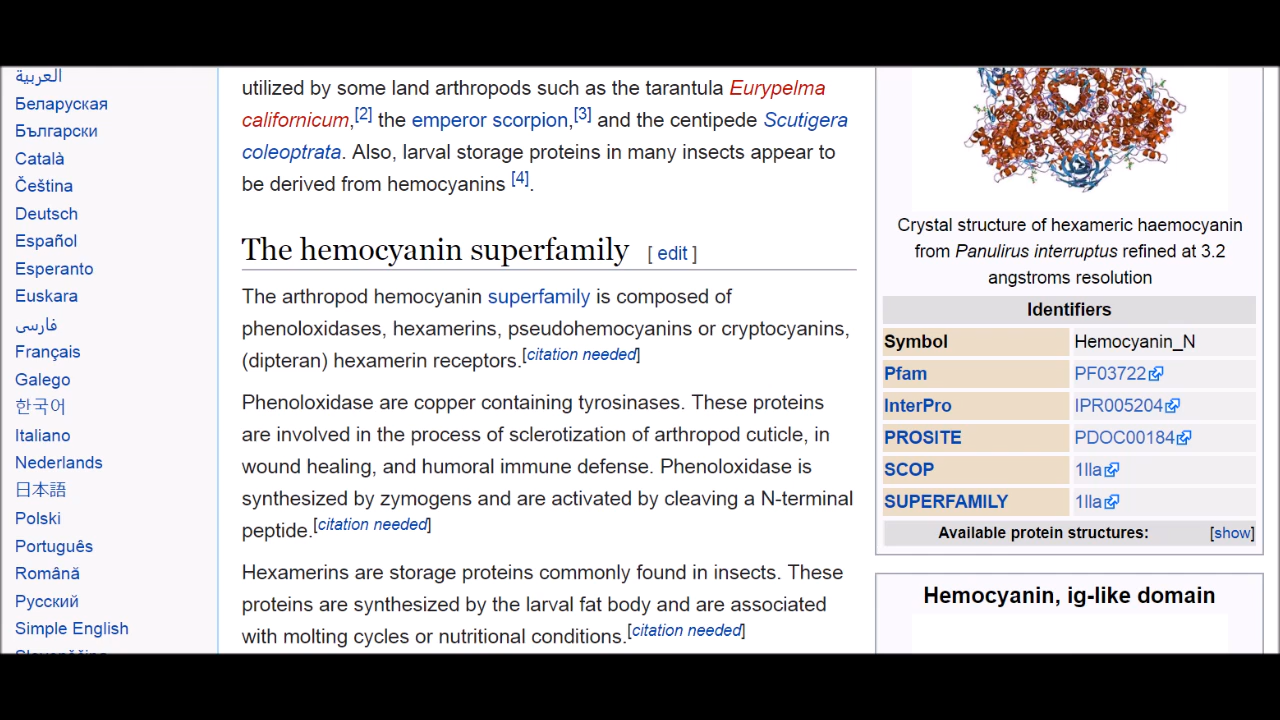 العربية
Беларуская
Български
Català
Čeština
Deutsch
Español
Esperanto
Euskara
فارسی
Français
Galego
한국어
Italiano
Nederlands
日本語
Polski
Português
Română
Русский
Simple English
utilized by some land arthropods such as the tarantula Eurypelma
californicum,[2] the emperor scorpion,[3] and the centipede Scutigera
coleoptrata. Also, larval storage proteins in many insects appear to
be derived from hemocyanins [4].
The hemocyanin superfamily [ edit ]
The arthropod hemocyanin superfamily is composed of
phenoloxidases, hexamerins, pseudohemocyanins or cryptocyanins,
(dipteran) hexamerin receptors.[citation needed]
Phenoloxidase are copper containing tyrosinases. These proteins
are involved in the process of sclerotization of arthropod cuticle, in
wound healing, and humoral immune defense. Phenoloxidase is
synthesized by zymogens and are activated by cleaving a N-terminal
peptide.[citation needed]
Hexamerins are storage proteins commonly found in insects. These
proteins are synthesized by the larval fat body and are associated
with molting cycles or nutritional conditions.[citation needed]
Crystal structure of hexameric haemocyanin
from Panulirus interruptus refined at 3.2
angstroms resolution
Identifiers
Symbol Hemocyanin_N
Pfam PF03722
InterPro IPR005204
PROSITE PDOC00184
SCOP 1lla
SUPERFAMILY 1lla
Available protein structures: [show]
Hemocyanin, ig-like domain